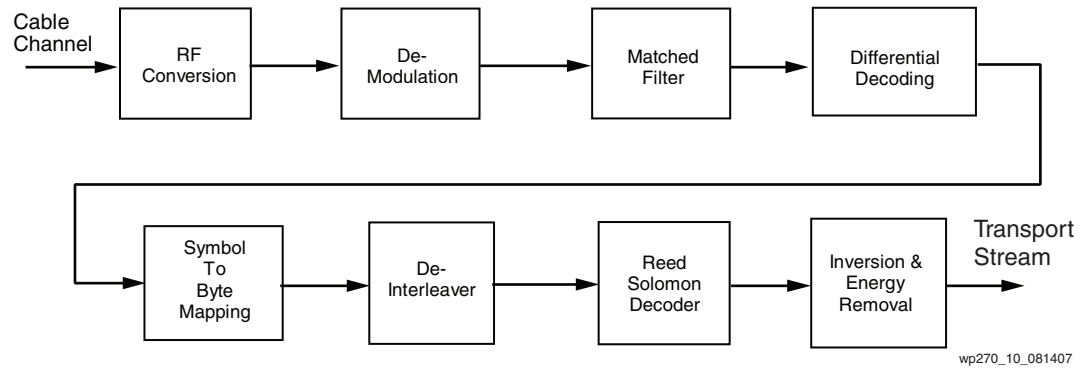 Cable
Channel
RF
Conversion
De-
Modulation
Matched
Filter
Differential
Decoding
Symbol
To
Byte
Mapping
De-
Interleaver
Reed
Solomon
Decoder
Inversion &
Energy
Removal
Transport
Stream
wp270_10_081407